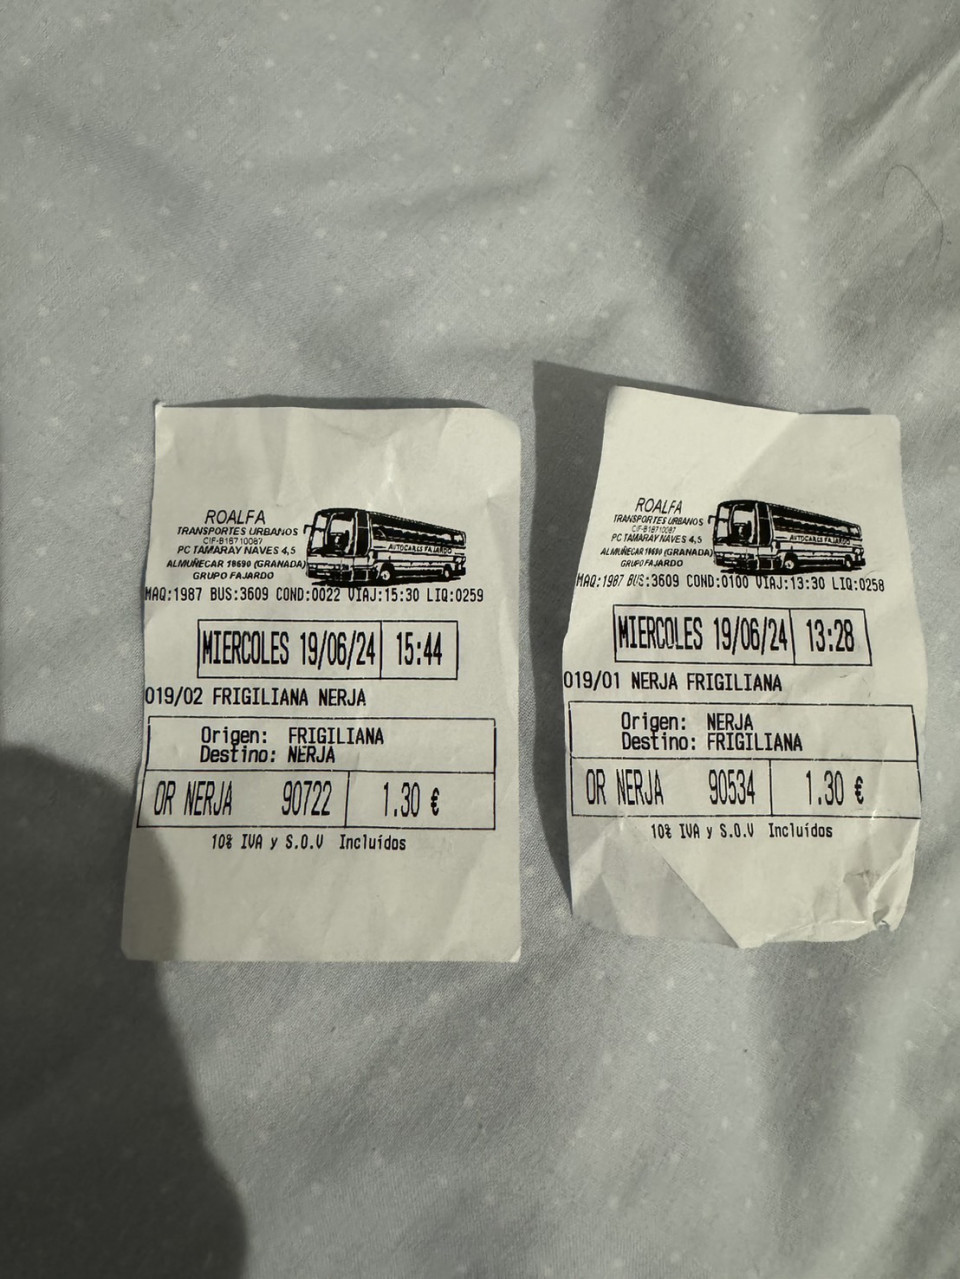 ROALFA
TRANSPORTES URBANOS
CIF-B18710087
PC TAMARAY NAVES 4,5
ALMUÑECAR 18690 (GRANADA)
GRUPO FAJARDO
AUTOCARES FAJARDO
MAQ:1987 BUS:3609 COND:0022 VIAJ:15:30 LIQ:0259
MIERCOLES 19/06/24 15:44
019/02 FRIGILIANA NERJA
Origen: FRIGILIANA
Destino: NERJA
OR NERJA 90722 1.30 €
10% IVA y S.O.V Incluídos
ROALFA
TRANSPORTES URBANOS
CIF-B18710087
PC TAMARAY NAVES 4,5
ALMUÑECAR 18690 (GRANADA)
GRUPO FAJARDO
AUTOCARES FAJARDO
MAQ:1987 BUS:3609 COND:0100 VIAJ:13:30 LIQ:0258
MIERCOLES 19/06/24 13:28
019/01 NERJA FRIGILIANA
Origen: NERJA
Destino: FRIGILIANA
OR NERJA 90534 1.30 €
10% IVA y S.O.V Incluídos